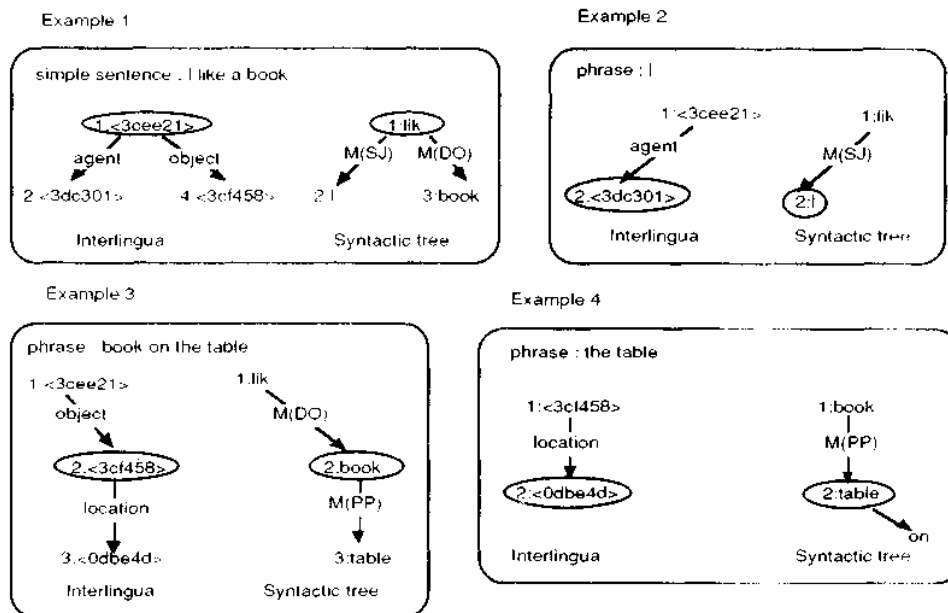 Example 1
simple sentence : I like a book
1:<3cee21>
agent object
2:<3dc301> 4:<3cf458>
Interlingua
1:lik
M(SJ) M(DO)
2:I 3:book
Syntactic tree
Example 2
phrase : I
1:<3cee21>
agent
2:<3dc301>
Interlingua
1:lik
M(SJ)
2:I
Syntactic tree
Example 3
phrase : book on the table
1:<3cee21>
object
2:<3cf458>
location
3:<0dbe4d>
Interlingua
1:lik
M(DO)
2:book
M(PP)
3:table
Syntactic tree
Example 4
phrase : the table
1:<3cf458>
location
2:<0dbe4d>
Interlingua
1:book
M(PP)
2:table
on
Syntactic tree